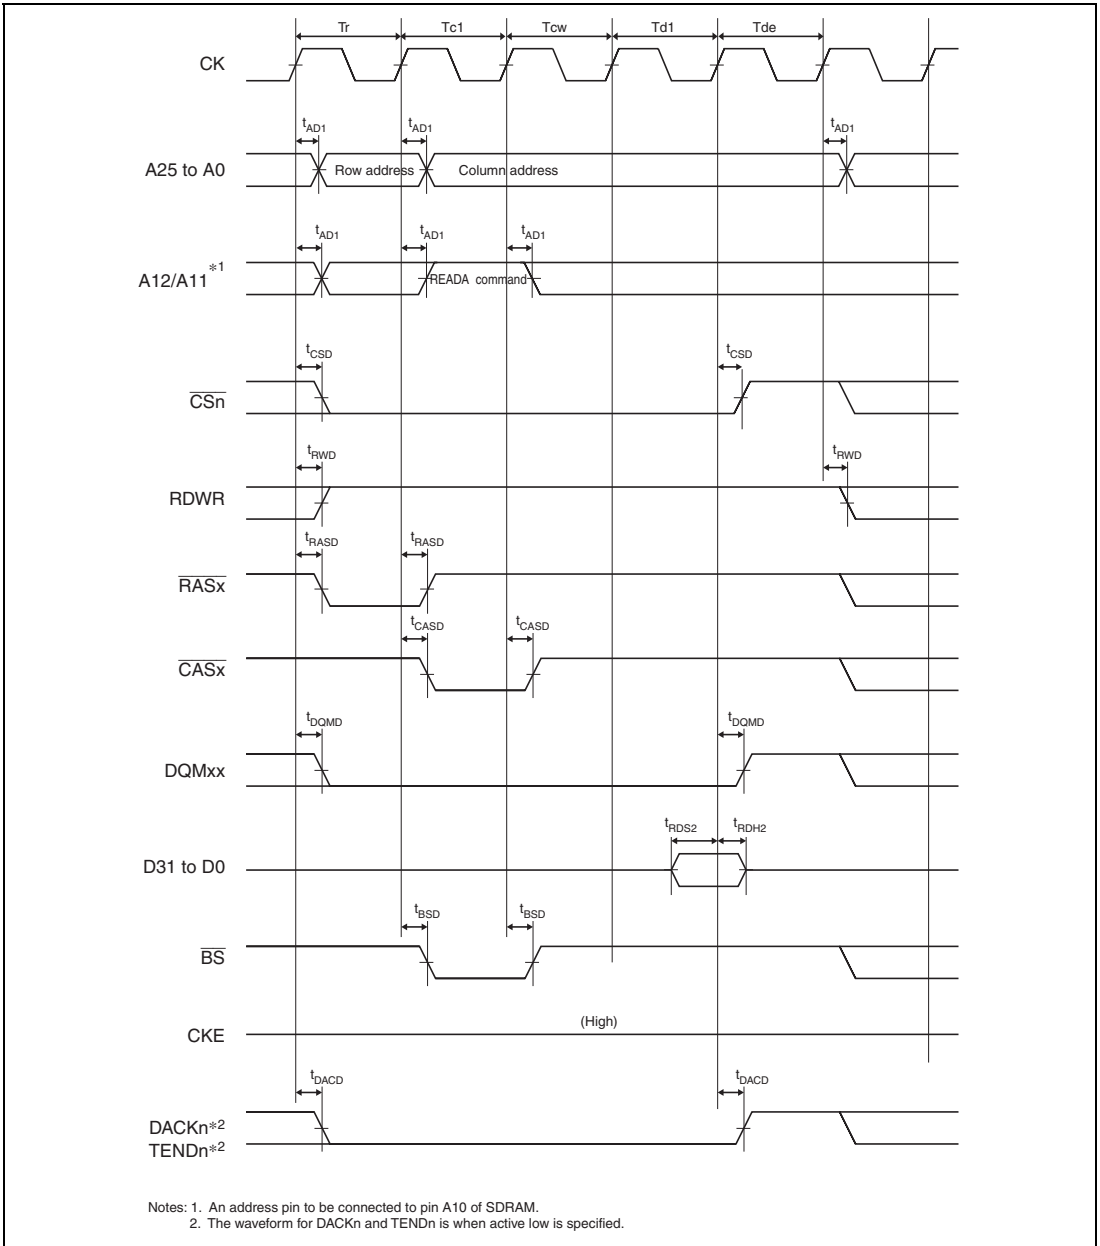 Tr Tc1 Tcw Td1 Tde
CK
tAD1 tAD1 tAD1
A25 to A0 Row address Column address
tAD1 tAD1 tAD1
A12/A11*1 READA command
tCSD tCSD
CSn
tRWD tRWD
RDWR
tRASD tRASD
RASx
tCASD tCASD
CASx
tDQMD tDQMD
DQMxx
tRDS2 tRDH2
D31 to D0
tBSD tBSD
BS
(High)
CKE
tDACD tDACD
DACKn*2
TENDn*2
Notes: 1. An address pin to be connected to pin A10 of SDRAM.
2. The waveform for DACKn and TENDn is when active low is specified.